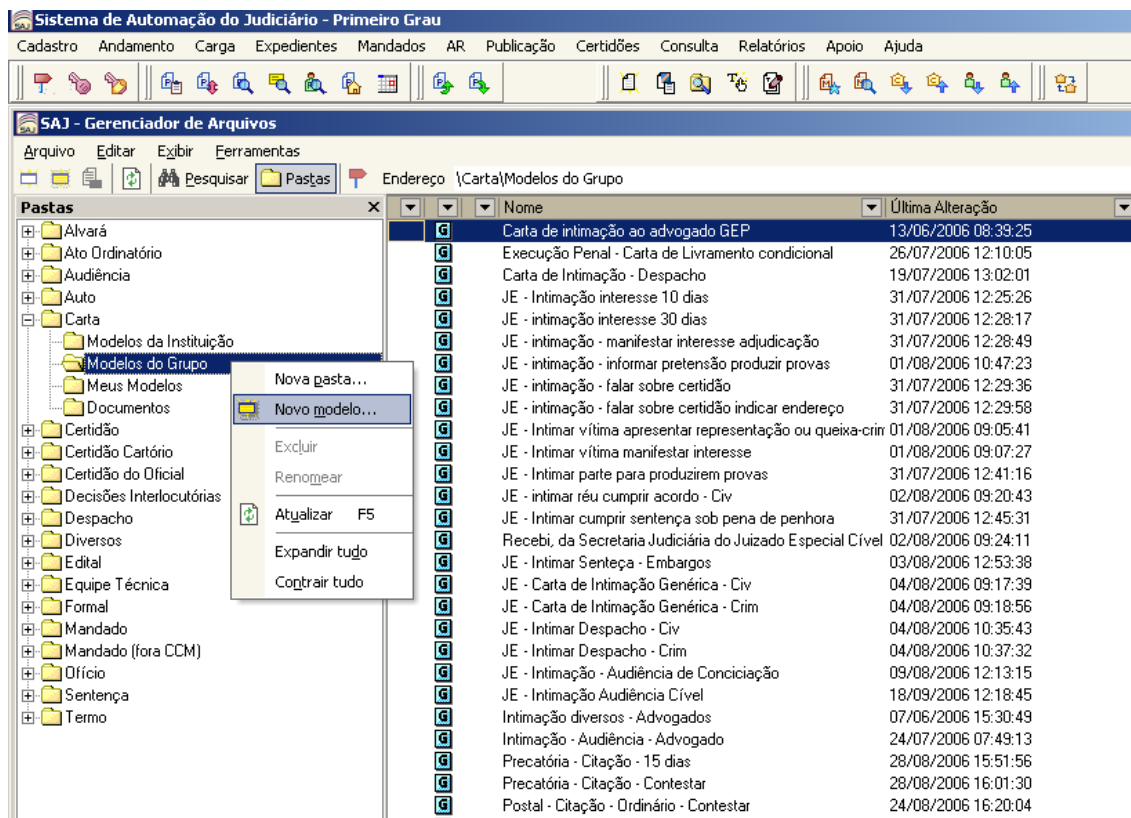 Sistema de Automação do Judiciário - Primeiro Grau
Cadastro Andamento Carga Expedientes Mandados AR Publicação Certidões Consulta Relatórios Apoio Ajuda
SAJ - Gerenciador de Arquivos
Arquivo Editar Exibir Ferramentas
Pesquisar Pastas Endereço \Carta\Modelos do Grupo
Pastas
Alvará
Ato Ordinatório
Audiência
Auto
Carta
Modelos da Instituição
Modelos do Grupo
Meus Modelos
Documentos
Certidão
Certidão Cartório
Certidão do Oficial
Decisões Interlocutórias
Despacho
Diversos
Edital
Equipe Técnica
Formal
Mandado
Mandado (fora CCM)
Ofício
Sentença
Termo
Nova pasta...
Novo modelo...
Excluir
Renomear
Atualizar F5
Expandir tudo
Contrair tudo
Nome Última Alteração
G Carta de intimação ao advogado GEP 13/06/2006 08:39:25
G Execução Penal - Carta de Livramento condicional 26/07/2006 12:10:05
G Carta de Intimação - Despacho 19/07/2006 13:02:01
G JE - Intimação interesse 10 dias 31/07/2006 12:25:26
G JE - intimação interesse 30 dias 31/07/2006 12:28:17
G JE - intimação - manifestar interesse adjudicação 31/07/2006 12:28:49
G JE - intimação - informar pretensão produzir provas 01/08/2006 10:47:23
G JE - intimação - falar sobre certidão 31/07/2006 12:29:36
G JE - intimação - falar sobre certidão indicar endereço 31/07/2006 12:29:58
G JE - Intimar vítima apresentar representação ou queixa-crim 01/08/2006 09:05:41
G JE - Intimar vítima manifestar interesse 01/08/2006 09:07:27
G JE - Intimar parte para produzirem provas 31/07/2006 12:41:16
G JE - intimar réu cumprir acordo - Civ 02/08/2006 09:20:43
G JE - Intimar cumprir sentença sob pena de penhora 31/07/2006 12:45:31
G Recebi, da Secretaria Judiciária do Juizado Especial Cível 02/08/2006 09:24:11
G JE - Intimar Senteça - Embargos 03/08/2006 12:53:38
G JE - Carta de Intimação Genérica - Civ 04/08/2006 09:17:39
G JE - Carta de Intimação Genérica - Crim 04/08/2006 09:18:56
G JE - Intimar Despacho - Civ 04/08/2006 10:35:43
G JE - Intimar Despacho - Crim 04/08/2006 10:37:32
G JE - Intimação - Audiência de Conciciação 09/08/2006 12:13:15
G JE - Intimação Audiência Cível 18/09/2006 12:18:45
G Intimação diversos - Advogados 07/06/2006 15:30:49
G Intimação - Audiência - Advogado 24/07/2006 07:49:13
G Precatória - Citação - 15 dias 28/08/2006 15:51:56
G Precatória - Citação - Contestar 28/08/2006 16:01:30
G Postal - Citação - Ordinário - Contestar 24/08/2006 16:20:04